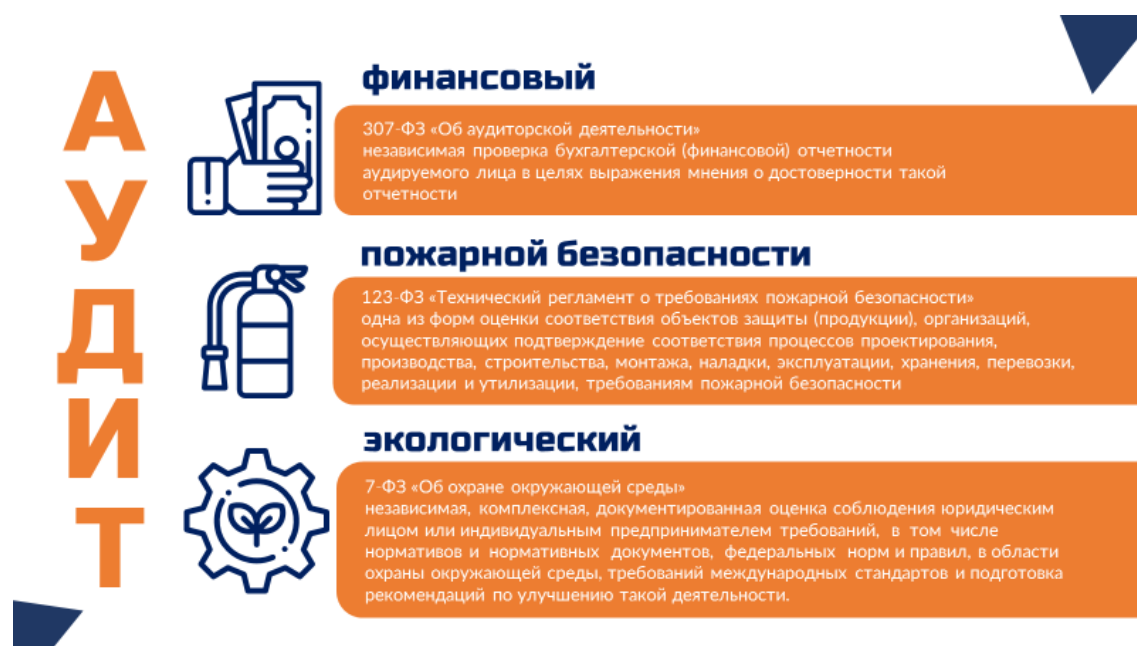 АУДИТ
финансовый
307-ФЗ «Об аудиторской деятельности»
независимая проверка бухгалтерской (финансовой) отчетности
аудируемого лица в целях выражения мнения о достоверности такой
отчетности
пожарной безопасности
123-ФЗ «Технический регламент о требованиях пожарной безопасности»
одна из форм оценки соответствия объектов защиты (продукции), организаций,
осуществляющих подтверждение соответствия процессов проектирования,
производства, строительства, монтажа, наладки, эксплуатации, хранения, перевозки,
реализации и утилизации, требованиям пожарной безопасности
экологический
7-ФЗ «Об охране окружающей среды»
независимая, комплексная, документированная оценка соблюдения юридическим
лицом или индивидуальным предпринимателем требований, в том числе
нормативов и нормативных документов, федеральных норм и правил, в области
охраны окружающей среды, требований международных стандартов и подготовка
рекомендаций по улучшению такой деятельности.